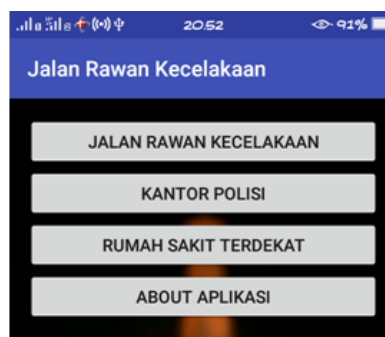 20.52 91%
Jalan Rawan Kecelakaan
JALAN RAWAN KECELAKAAN
KANTOR POLISI
RUMAH SAKIT TERDEKAT
ABOUT APLIKASI